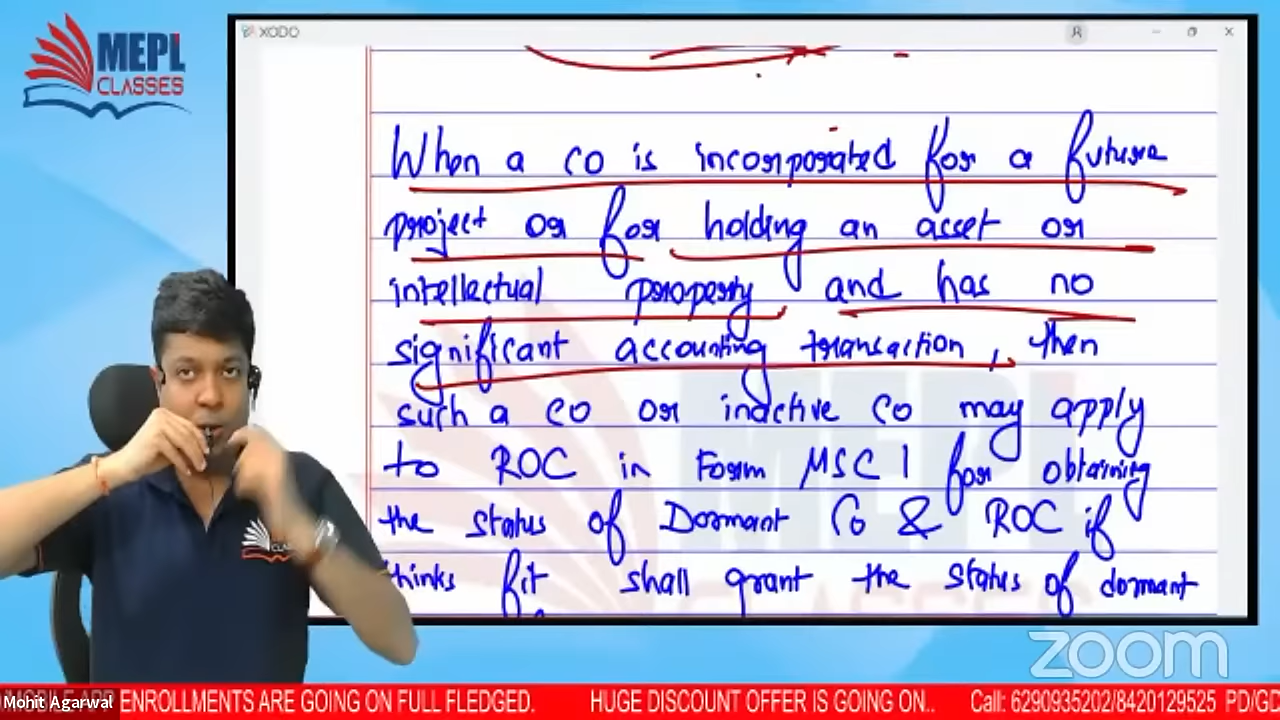 MEPL
CLASSES
XODO
When a co is incorporated for a future
project or for holding an asset or
intellectual property and has no
significant accounting transaction, then
such a co or inactive co may apply
to ROC in Form MSC 1 for obtaining
the status of Dormant Co & ROC if
thinks fit shall grant the status of dormant
zoom
Mohit Agarwal
ENROLLMENTS ARE GOING ON FULL FLEDGED. HUGE DISCOUNT OFFER IS GOING ON.. Call: 6290935202/8420129525 PD/GD